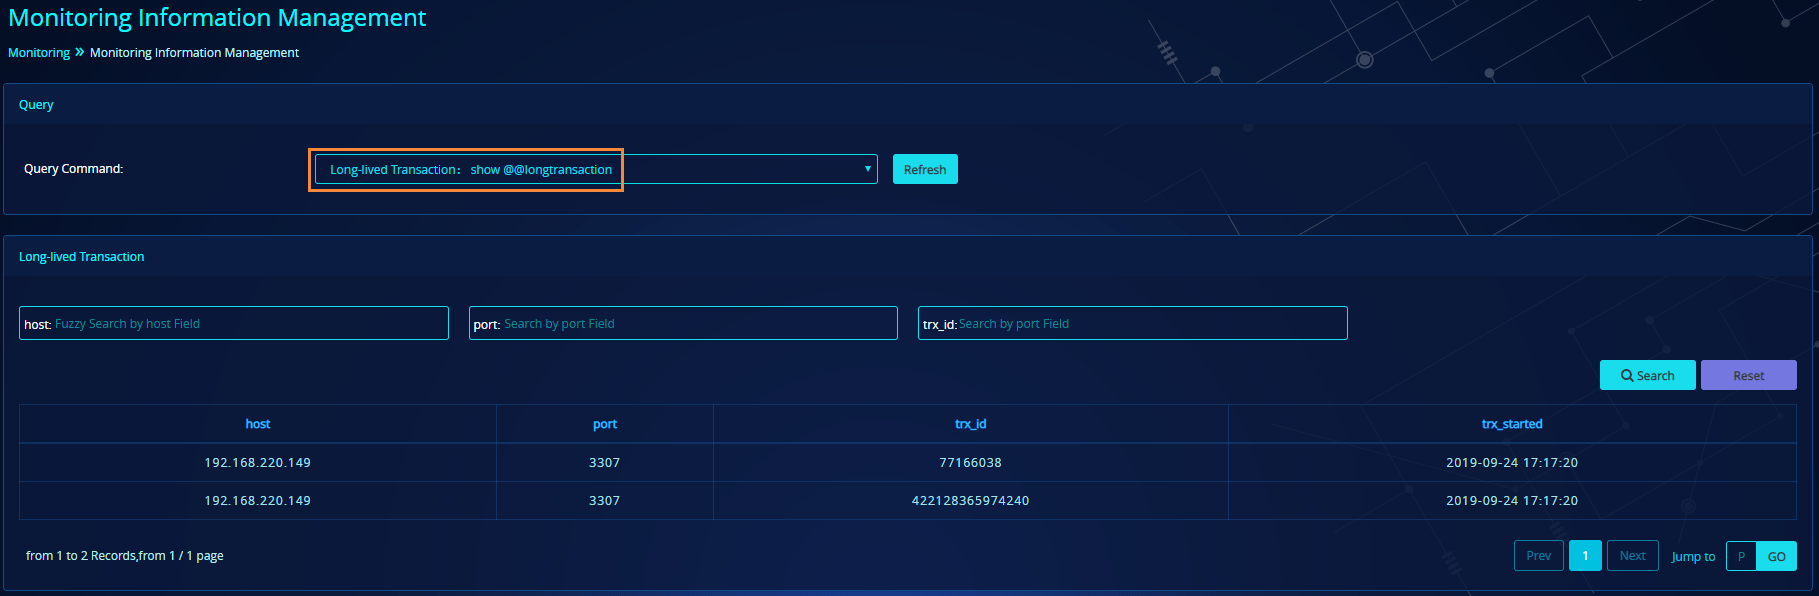 Monitoring Information Management
Monitoring » Monitoring Information Management
Query
Query Command:
Long-lived Transaction： show @@longtransaction
Refresh
Long-lived Transaction
host: Fuzzy Search by host Field
port: Search by port Field
trx_id: Search by port Field
Search
Reset
host port trx_id trx_started
192.168.220.149 3307 77166038 2019-09-24 17:17:20
192.168.220.149 3307 422128365974240 2019-09-24 17:17:20
from 1 to 2 Records,from 1 / 1 page
Prev 1 Next Jump to P GO